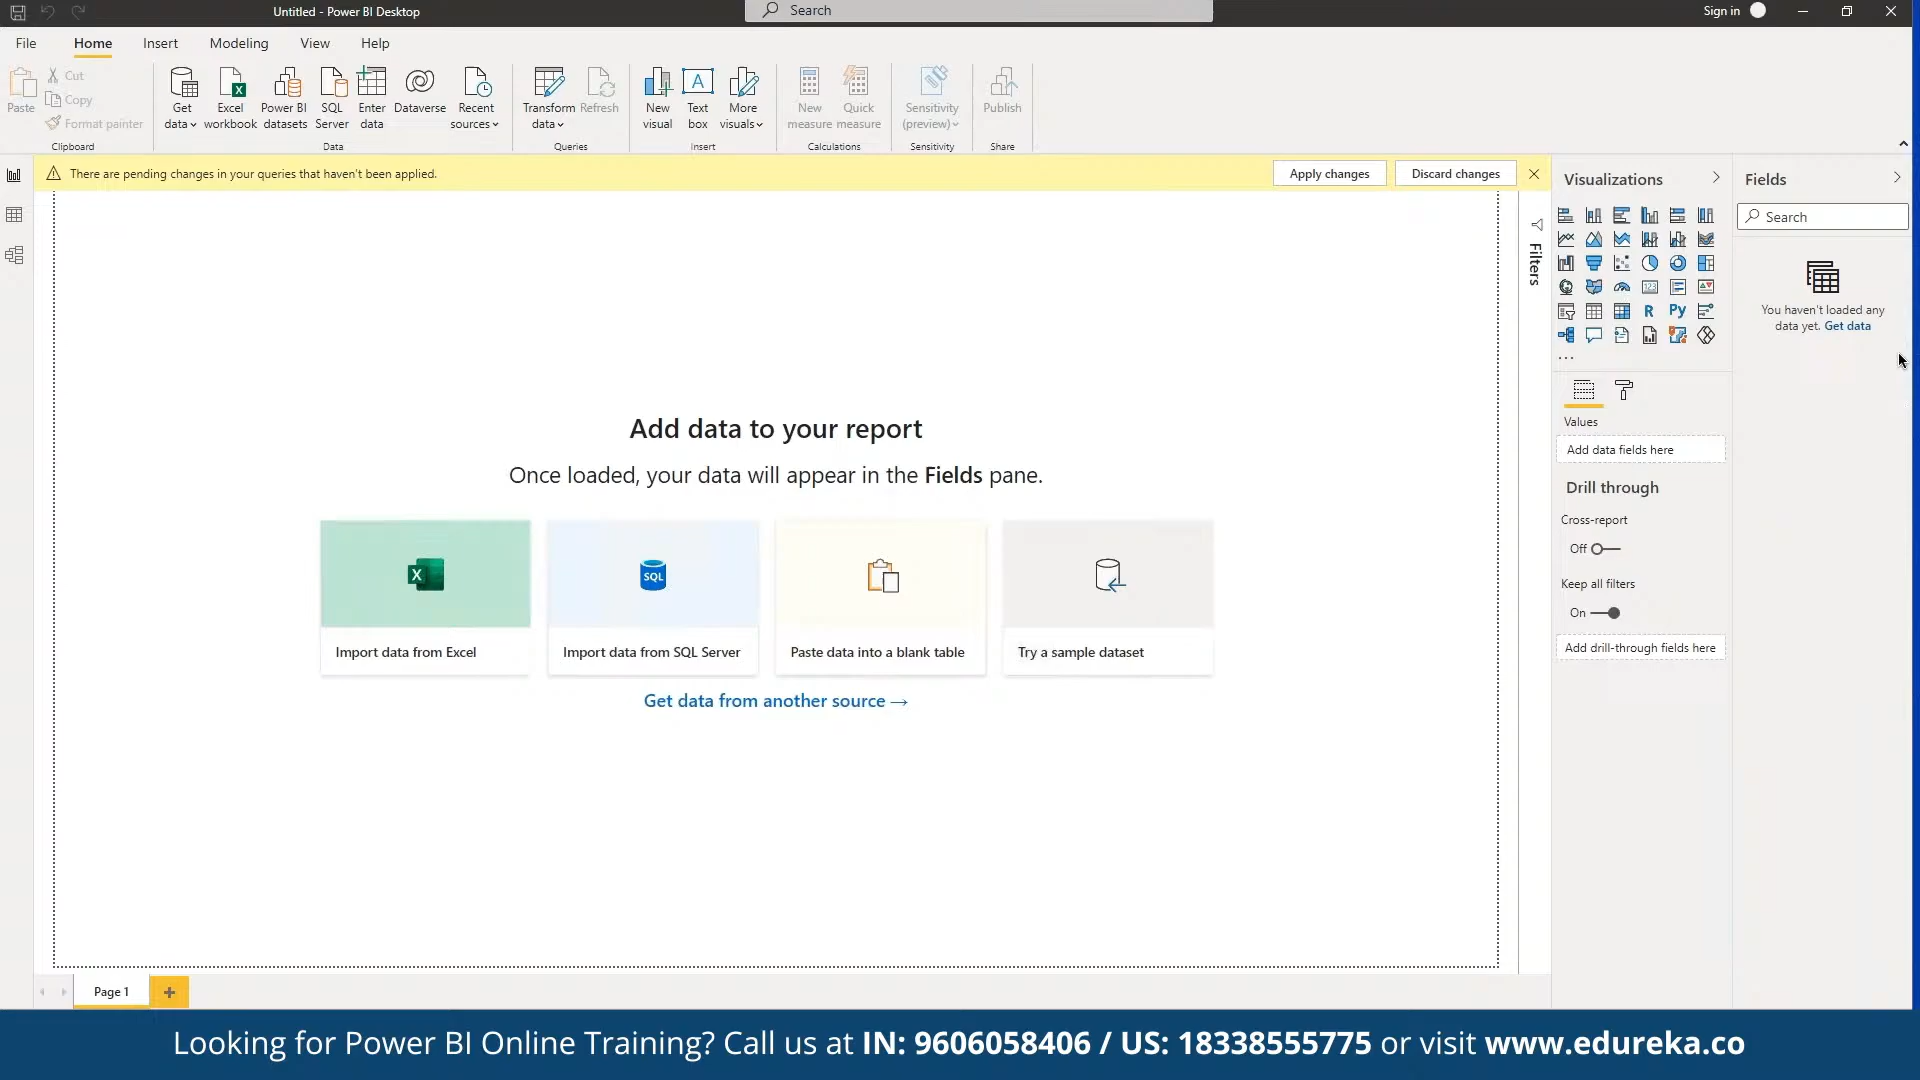 Untitled - Power BI Desktop
Search
Sign in
File
Home
Insert
Modeling
View
Help
Paste
Cut
Copy
Format painter
Clipboard
Get
data
Excel
workbook
Power BI
datasets
SQL
Server
Enter
data
Dataverse
Recent
sources
Data
Transform
data
Refresh
Queries
New
visual
Text
box
More
visuals
Insert
New
measure
Quick
measure
Calculations
Sensitivity
(preview)
Sensitivity
Publish
Share
There are pending changes in your queries that haven't been applied.
Apply changes
Discard changes
Add data to your report
Once loaded, your data will appear in the Fields pane.
SQL
Import data from Excel
Import data from SQL Server
Paste data into a blank table
Try a sample dataset
Get data from another source →
Filters
Visualizations
123
R
Py
Values
Add data fields here
Drill through
Cross-report
Off
Keep all filters
On
Add drill-through fields here
Fields
Search
You haven't loaded any
data yet. Get data
Page 1
Looking for Power BI Online Training? Call us at IN: 9606058406 / US: 18338555775 or visit www.edureka.co